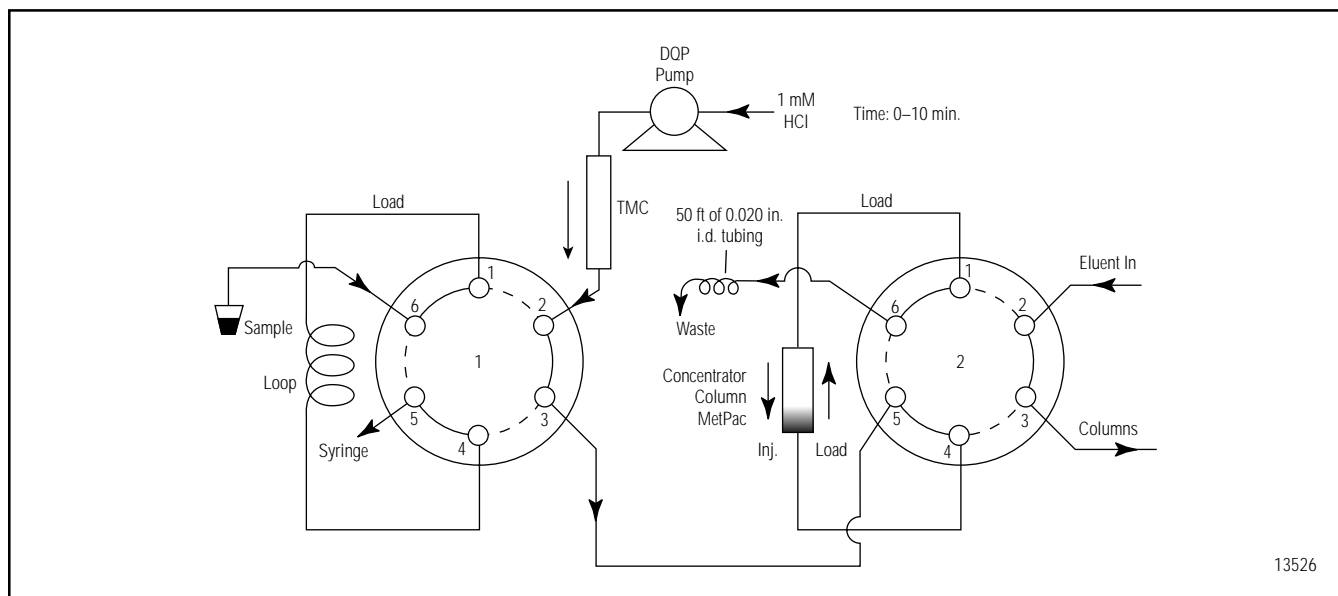 DQP
Pump
1 mM
HCl
Time: 0–10 min.
TMC
Load
1
2
3
4
5
6
1
Sample
Loop
Syringe
50 ft of 0.020 in.
i.d. tubing
Waste
Load
Concentrator
Column
MetPac
Inj.
Load
1
2
3
4
5
6
2
Eluent In
Columns
13526